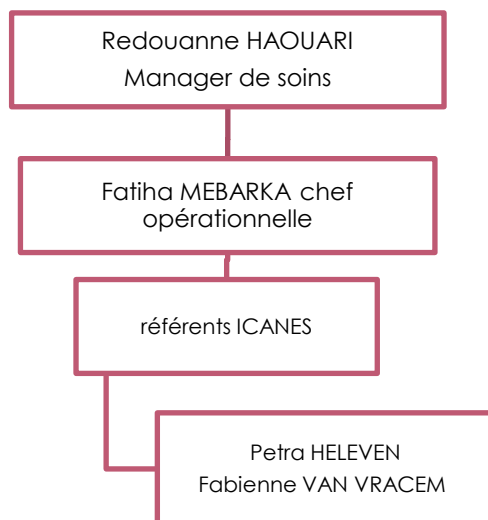 Redouanne HAOUARI
Manager de soins
Fatiha MEBARKA chef
opérationnelle
référents ICANES
Petra HELEVEN
Fabienne VAN VRACEM